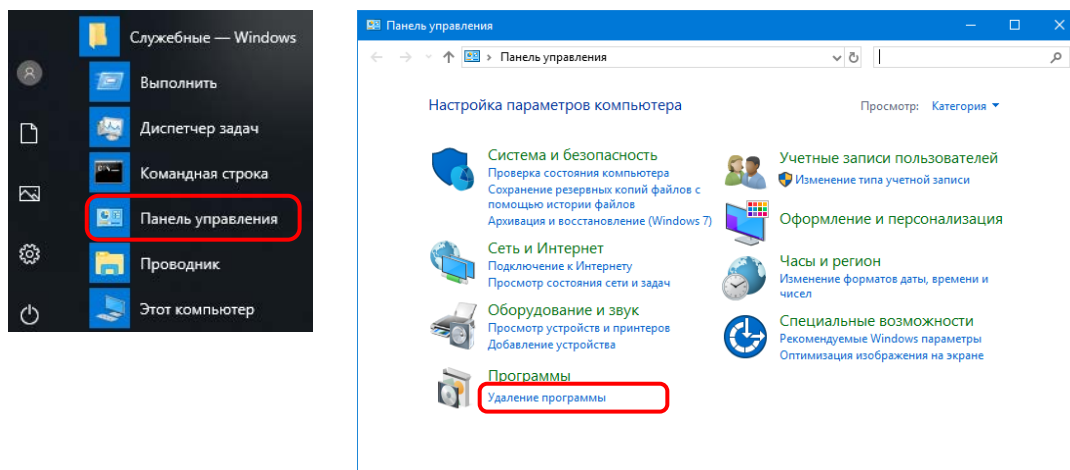 Служебные — Windows
Выполнить
Диспетчер задач
Командная строка
Панель управления
Проводник
Этот компьютер
Панель управления
Панель управления
Настройка параметров компьютера
Просмотр: Категория
Система и безопасность
Проверка состояния компьютера
Сохранение резервных копий файлов с
помощью истории файлов
Архивация и восстановление (Windows 7)
Сеть и Интернет
Подключение к Интернету
Просмотр состояния сети и задач
Оборудование и звук
Просмотр устройств и принтеров
Добавление устройства
Программы
Удаление программы
Учетные записи пользователей
Изменение типа учетной записи
Оформление и персонализация
Часы и регион
Изменение форматов даты, времени и
чисел
Специальные возможности
Рекомендуемые Windows параметры
Оптимизация изображения на экране